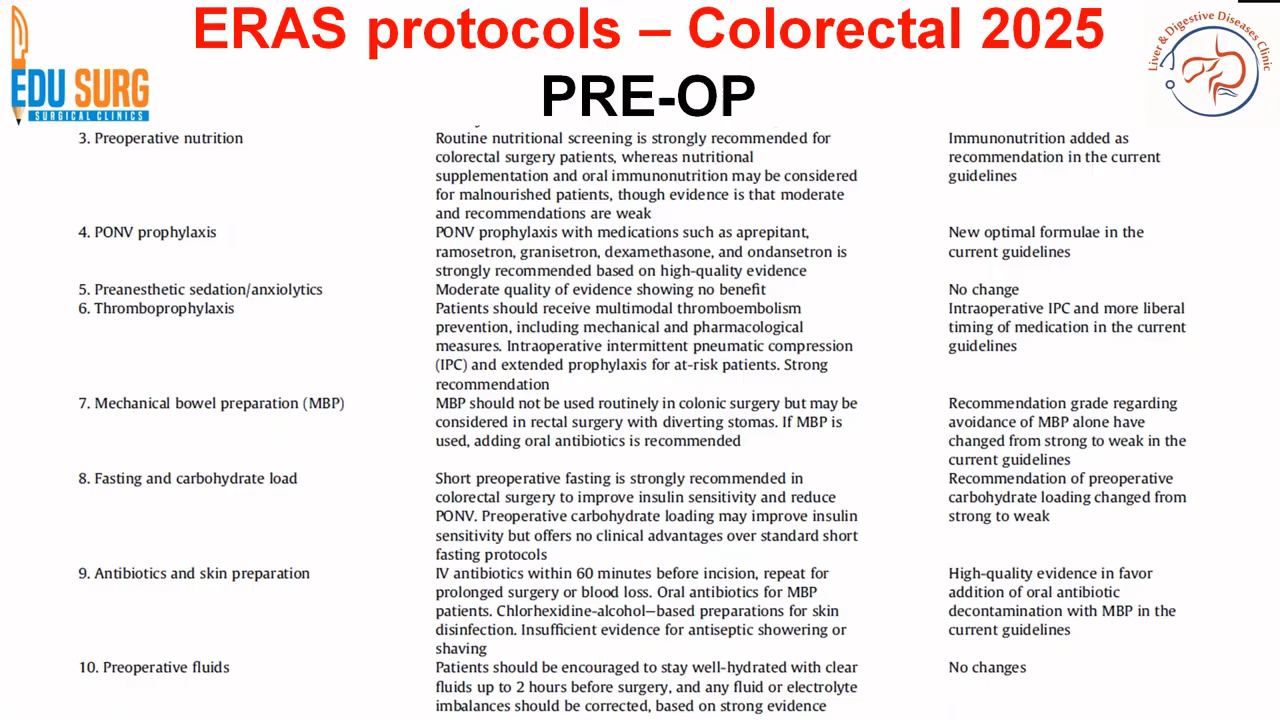 ERAS protocols – Colorectal 2025
PRE-OP
EDU SURG
SURGICAL CLINICS
Liver & Digestive Diseases Clinic
3. Preoperative nutrition
Routine nutritional screening is strongly recommended for
colorectal surgery patients, whereas nutritional
supplementation and oral immunonutrition may be considered
for malnourished patients, though evidence is that moderate
and recommendations are weak
Immunonutrition added as
recommendation in the current
guidelines
4. PONV prophylaxis
PONV prophylaxis with medications such as aprepitant,
ramosetron, granisetron, dexamethasone, and ondansetron is
strongly recommended based on high-quality evidence
New optimal formulae in the
current guidelines
5. Preanesthetic sedation/anxiolytics
Moderate quality of evidence showing no benefit
No change
6. Thromboprophylaxis
Patients should receive multimodal thromboembolism
prevention, including mechanical and pharmacological
measures. Intraoperative intermittent pneumatic compression
(IPC) and extended prophylaxis for at-risk patients. Strong
recommendation
Intraoperative IPC and more liberal
timing of medication in the current
guidelines
7. Mechanical bowel preparation (MBP)
MBP should not be used routinely in colonic surgery but may be
considered in rectal surgery with diverting stomas. If MBP is
used, adding oral antibiotics is recommended
Recommendation grade regarding
avoidance of MBP alone have
changed from strong to weak in the
current guidelines
8. Fasting and carbohydrate load
Short preoperative fasting is strongly recommended in
colorectal surgery to improve insulin sensitivity and reduce
PONV. Preoperative carbohydrate loading may improve insulin
sensitivity but offers no clinical advantages over standard short
fasting protocols
Recommendation of preoperative
carbohydrate loading changed from
strong to weak
9. Antibiotics and skin preparation
IV antibiotics within 60 minutes before incision, repeat for
prolonged surgery or blood loss. Oral antibiotics for MBP
patients. Chlorhexidine-alcohol–based preparations for skin
disinfection. Insufficient evidence for antiseptic showering or
shaving
High-quality evidence in favor
addition of oral antibiotic
decontamination with MBP in the
current guidelines
10. Preoperative fluids
Patients should be encouraged to stay well-hydrated with clear
fluids up to 2 hours before surgery, and any fluid or electrolyte
imbalances should be corrected, based on strong evidence
No changes